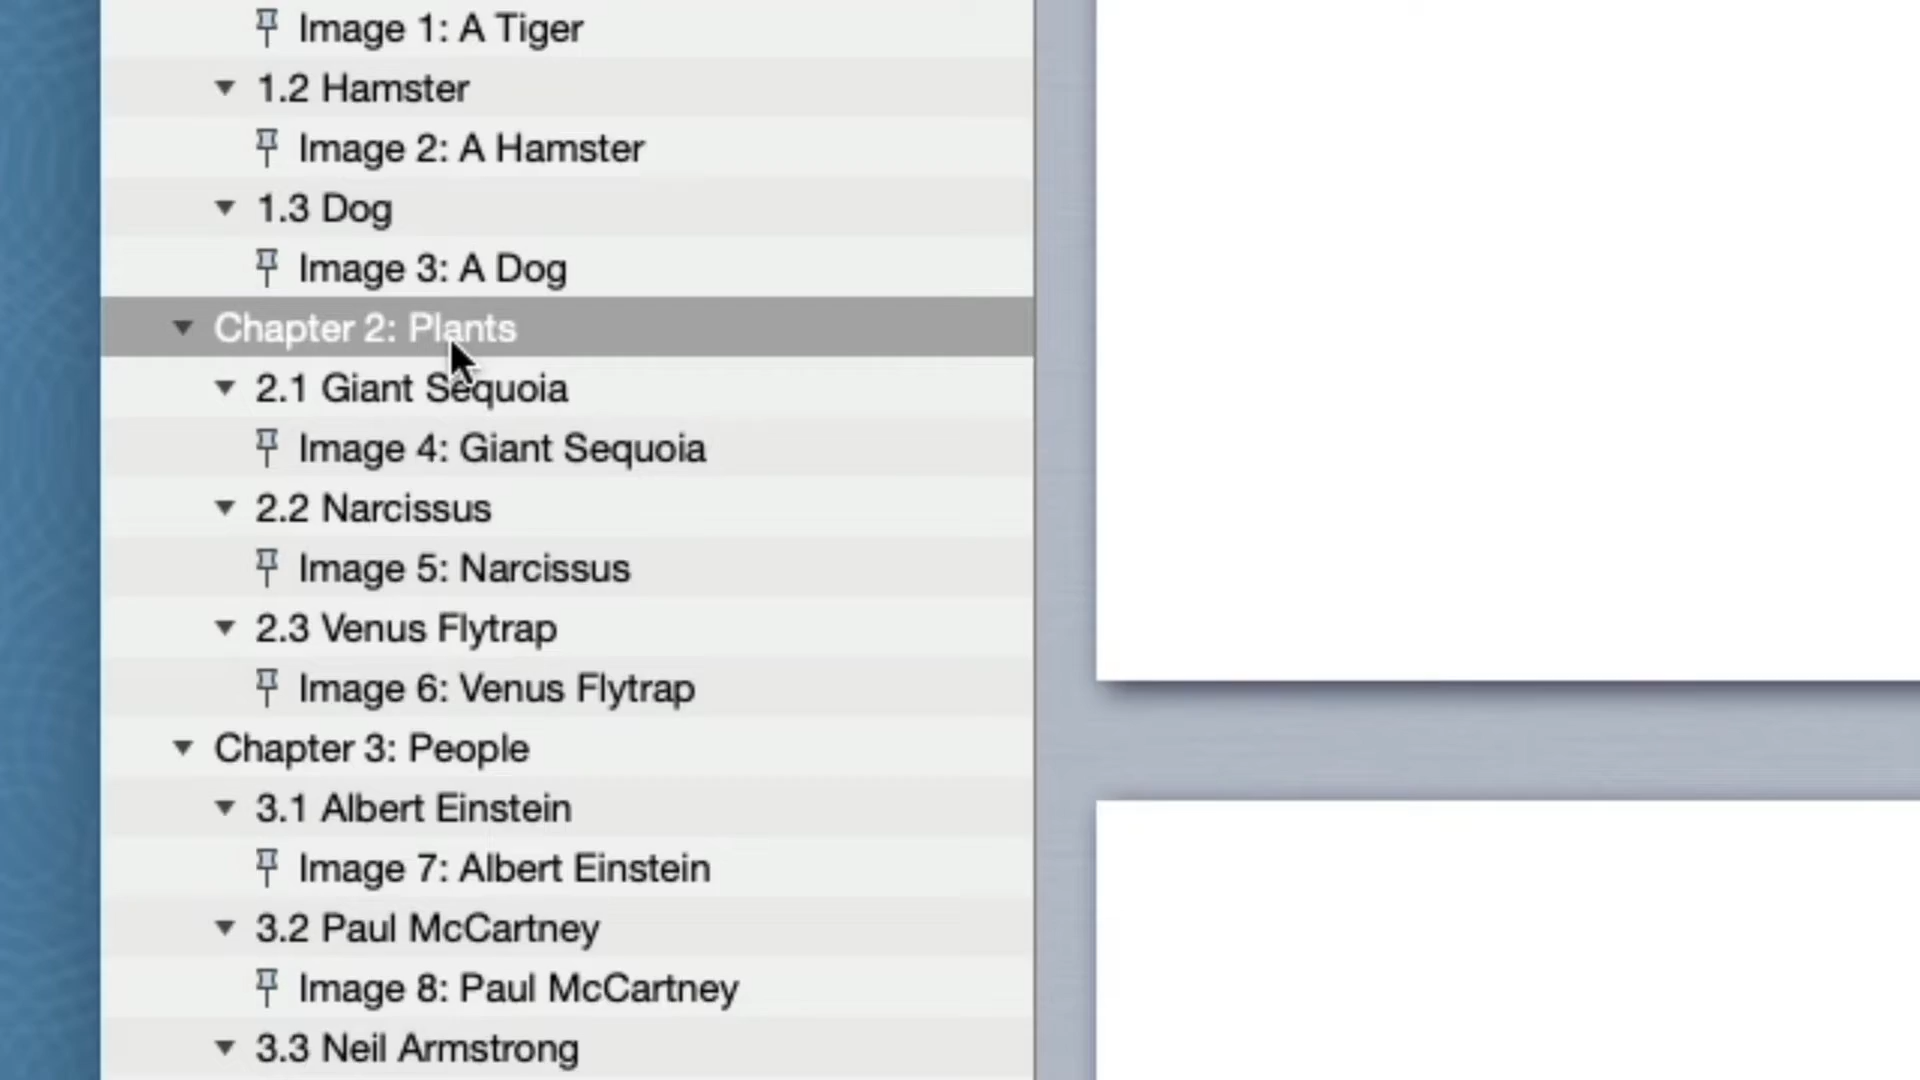 Image 1: A Tiger
1.2 Hamster
Image 2: A Hamster
1.3 Dog
Image 3: A Dog
Chapter 2: Plants
2.1 Giant Sequoia
Image 4: Giant Sequoia
2.2 Narcissus
Image 5: Narcissus
2.3 Venus Flytrap
Image 6: Venus Flytrap
Chapter 3: People
3.1 Albert Einstein
Image 7: Albert Einstein
3.2 Paul McCartney
Image 8: Paul McCartney
3.3 Neil Armstrong